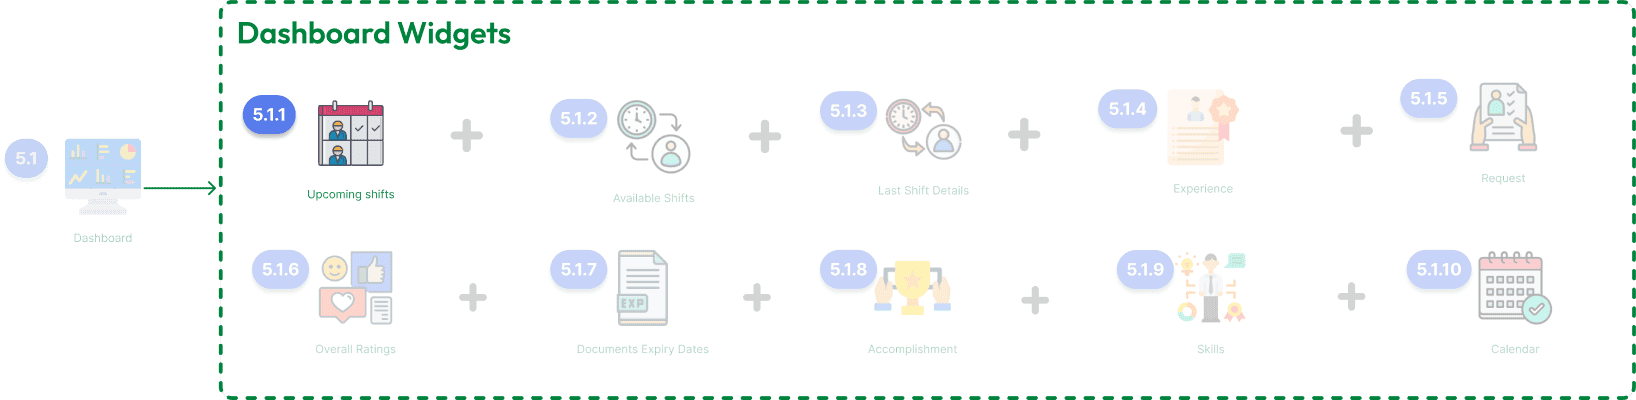 Dashboard Widgets
5.1
Dashboard
5.1.1
Upcoming shifts
5.1.2
Available Shifts
5.1.3
Last Shift Details
5.1.4
Experience
5.1.5
Request
5.1.6
Overall Ratings
5.1.7
EXP
Documents Expiry Dates
5.1.8
Accomplishment
5.1.9
Skills
5.1.10
Calendar